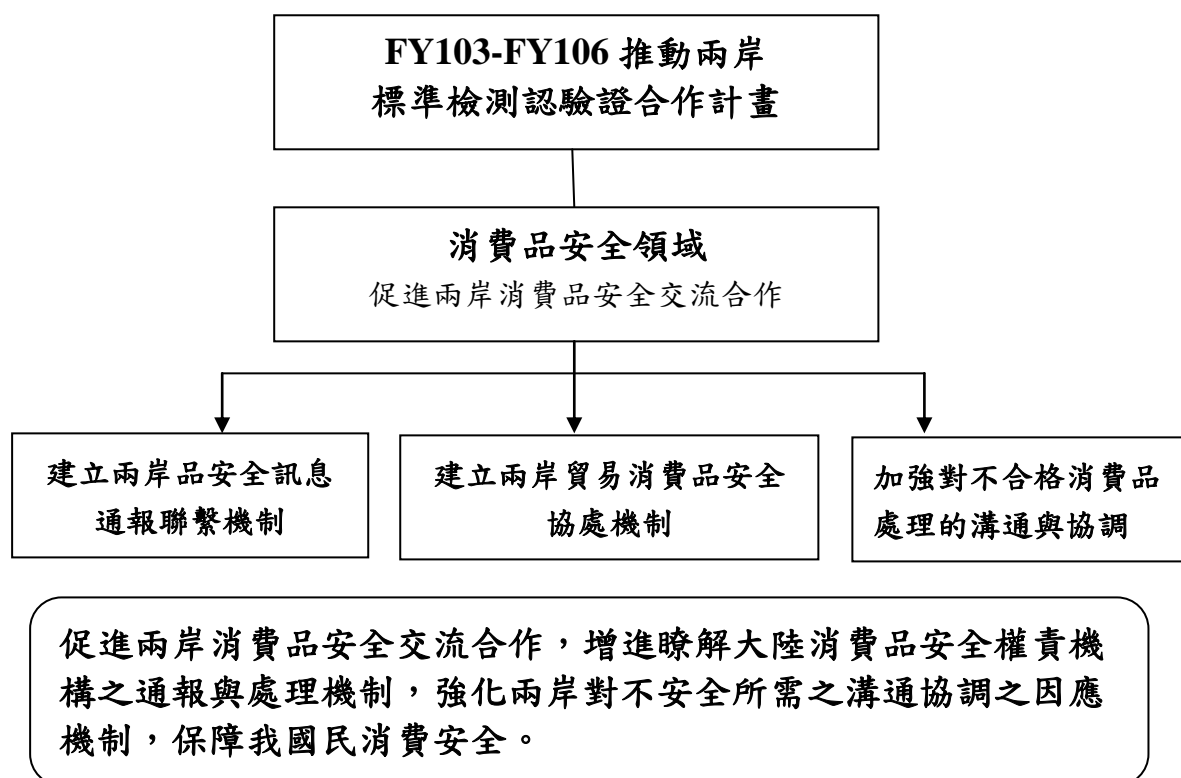 FY103-FY106 推動兩岸
標準檢測認驗證合作計畫
消費品安全領域
促進兩岸消費品安全交流合作
建立兩岸品安全訊息
通報聯繫機制
建立兩岸貿易消費品安全
協處機制
加強對不合格消費品
處理的溝通與協調
促進兩岸消費品安全交流合作，增進瞭解大陸消費品安全權責機
構之通報與處理機制，強化兩岸對不安全所需之溝通協調之因應
機制，保障我國民消費安全。